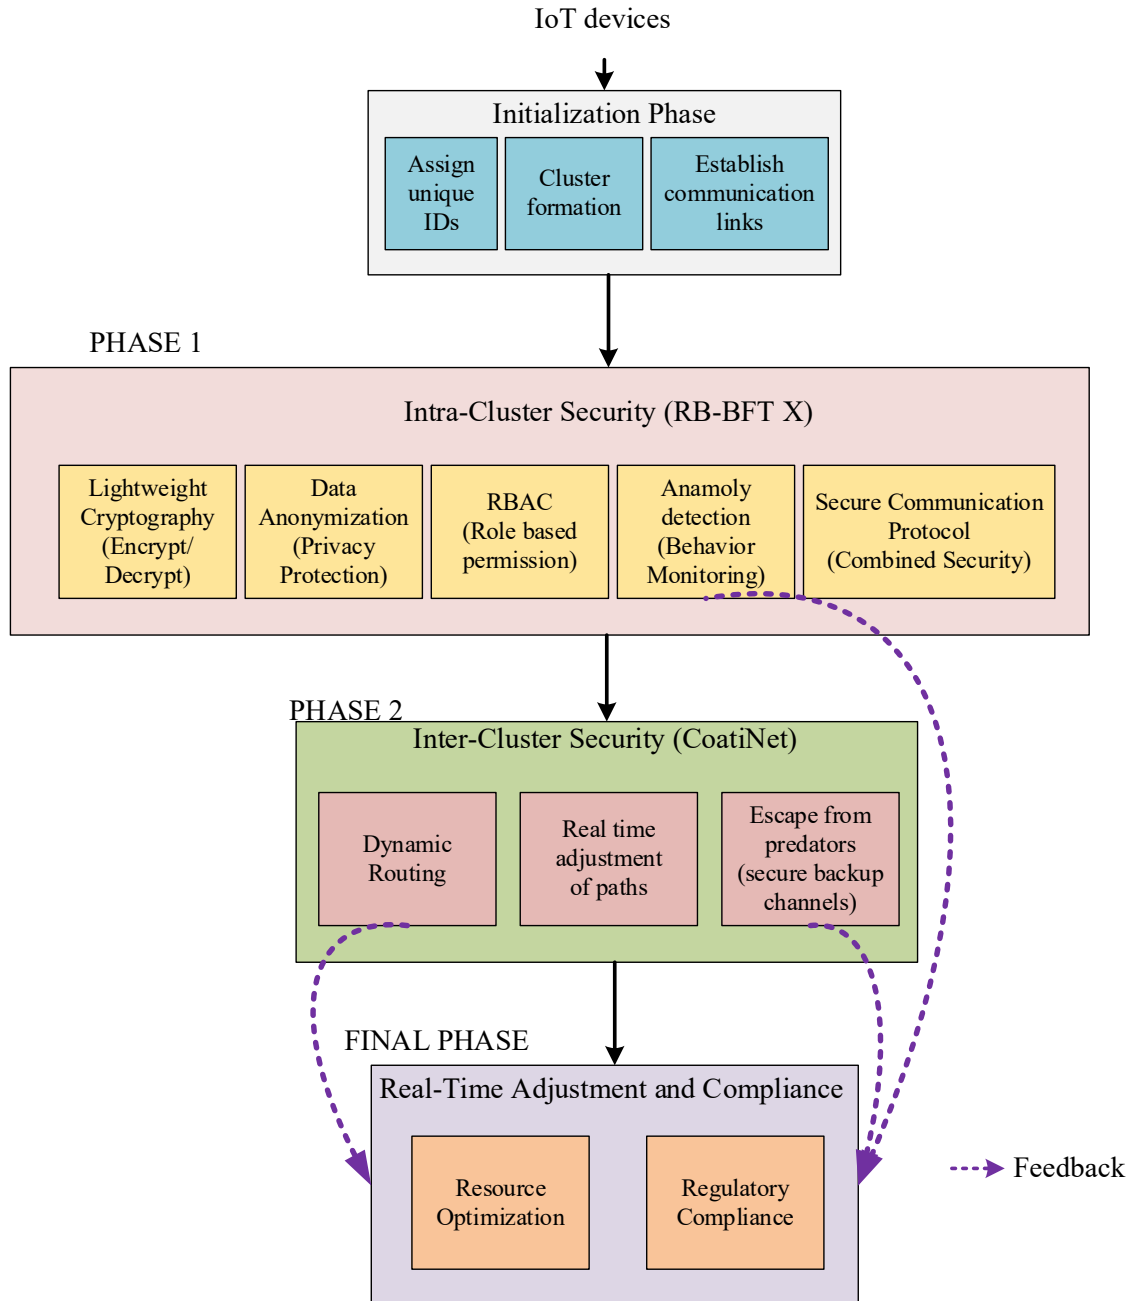 IoT devices
Initialization Phase
Assign
unique
IDs
Cluster
formation
Establish
communication
links
PHASE 1
Intra-Cluster Security (RB-BFT X)
Lightweight
Cryptography
(Encrypt/
Decrypt)
Data
Anonymization
(Privacy
Protection)
RBAC
(Role based
permission)
Anamoly
detection
(Behavior
Monitoring)
Secure Communication
Protocol
(Combined Security)
PHASE 2
Inter-Cluster Security (CoatiNet)
Dynamic
Routing
Real time
adjustment
of paths
Escape from
predators
(secure backup
channels)
FINAL PHASE
Real-Time Adjustment and Compliance
Resource
Optimization
Regulatory
Compliance
Feedback